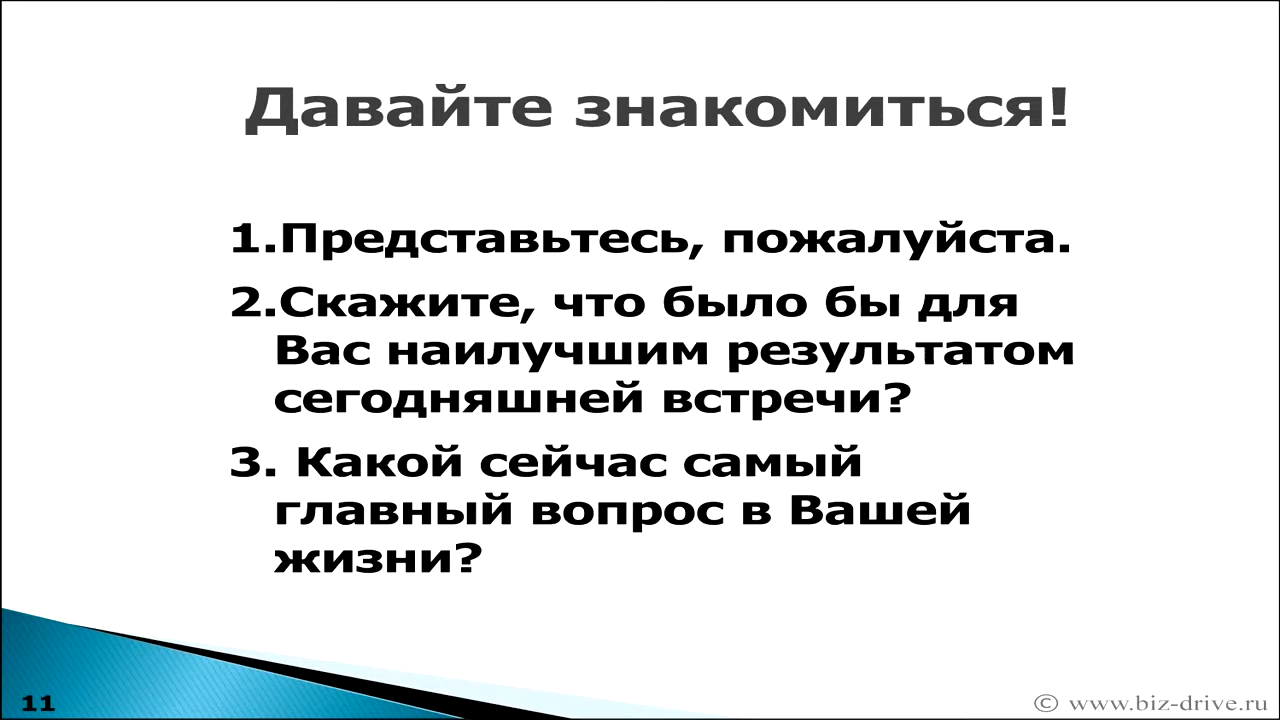 Давайте знакомиться!
1.Представьтесь, пожалуйста.
2.Скажите, что было бы для
Вас наилучшим результатом
сегодняшней встречи?
3. Какой сейчас самый
главный вопрос в Вашей
жизни?
11
© www.biz-drive.ru